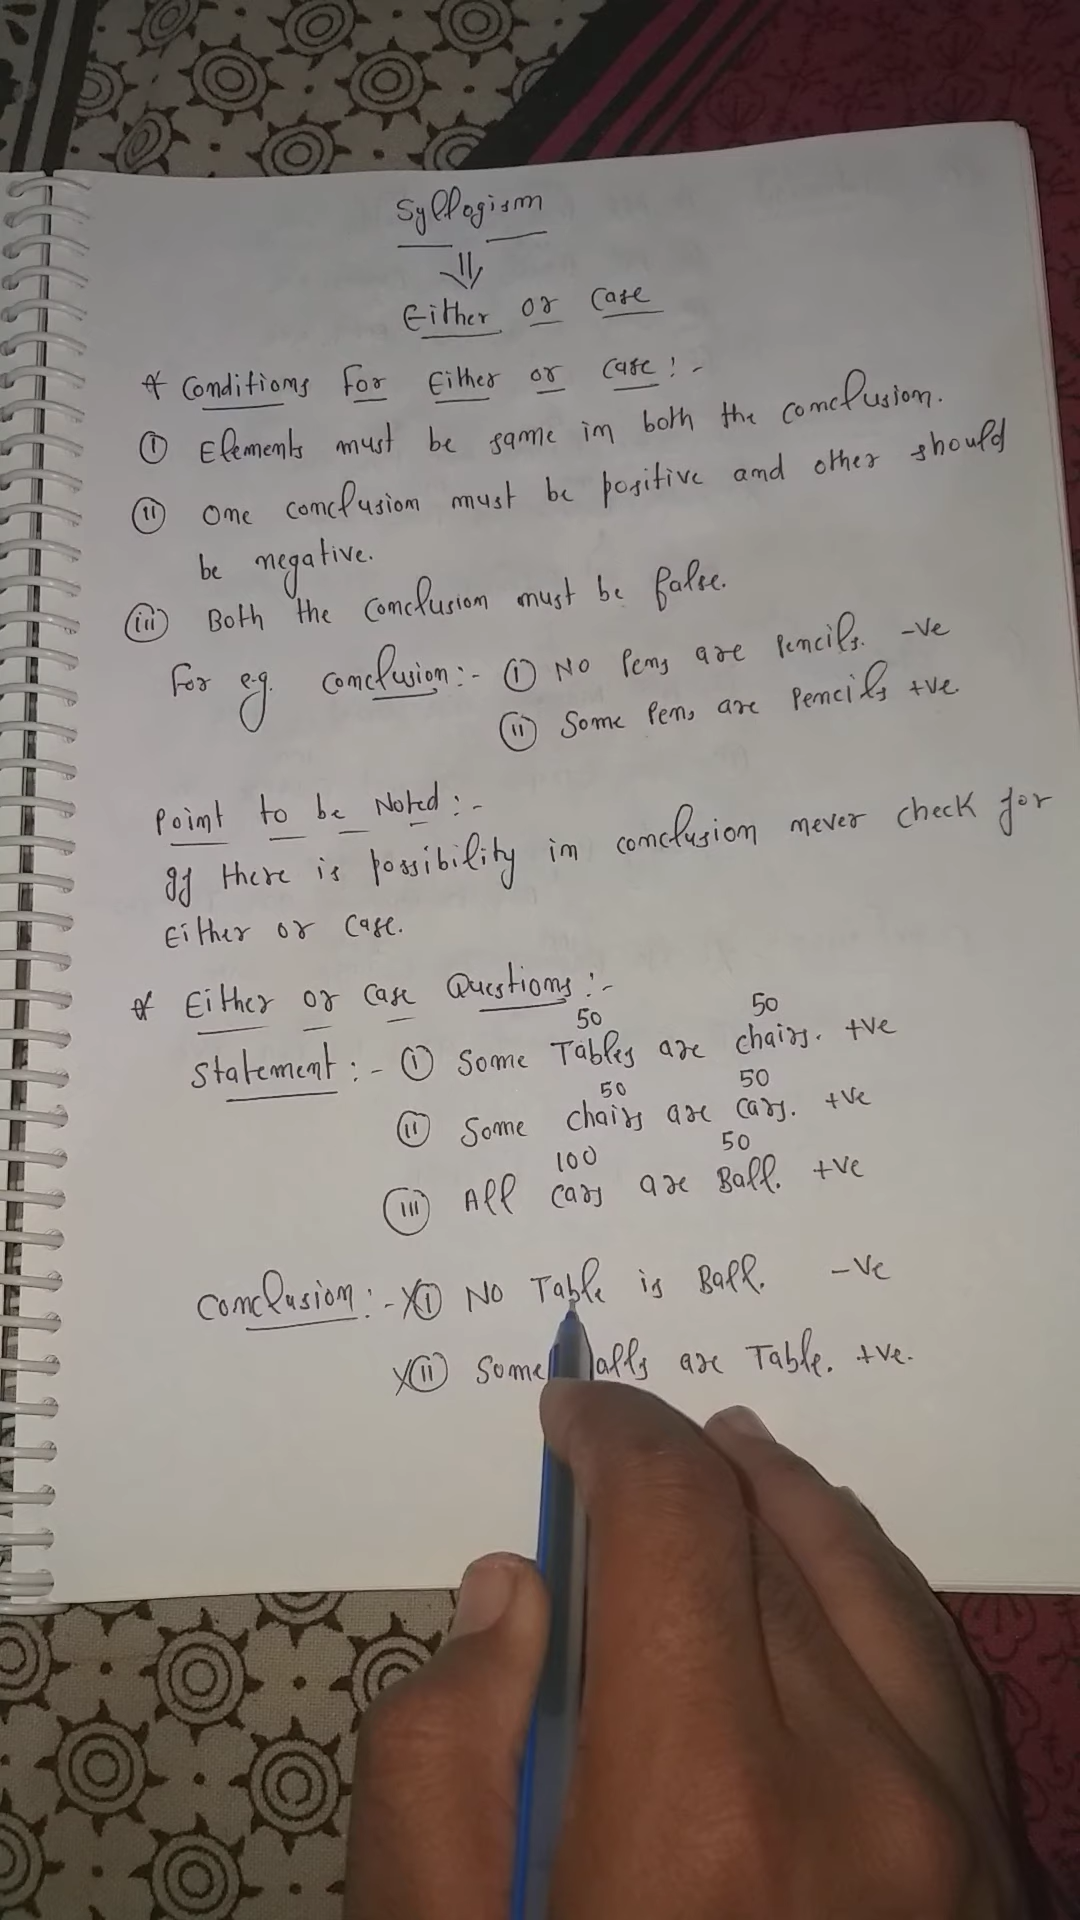 Syllogism
⇓
Either or Case
* Conditions For Either or Case :-
(i) Elements must be same in both the conclusion.
(ii) One conclusion must be positive and other should
be negative.
(iii) Both the conclusion must be false.
For e.g. conclusion :- (i) No Pens are Pencils. -ve
(ii) Some Pens are Pencils +ve
Point to be Noted :-
If there is possibility in conclusion never check for
Either or Case.
* Either or Case Questions :-
50 50
Statement :- (i) Some Tables are chairs. +ve
50 50
(ii) Some chairs are cars. +ve
100 50
(iii) All cars are Ball. +ve
Conclusion :- X(i) No Table is Ball. -ve
X(ii) Some alls are Table. +ve.